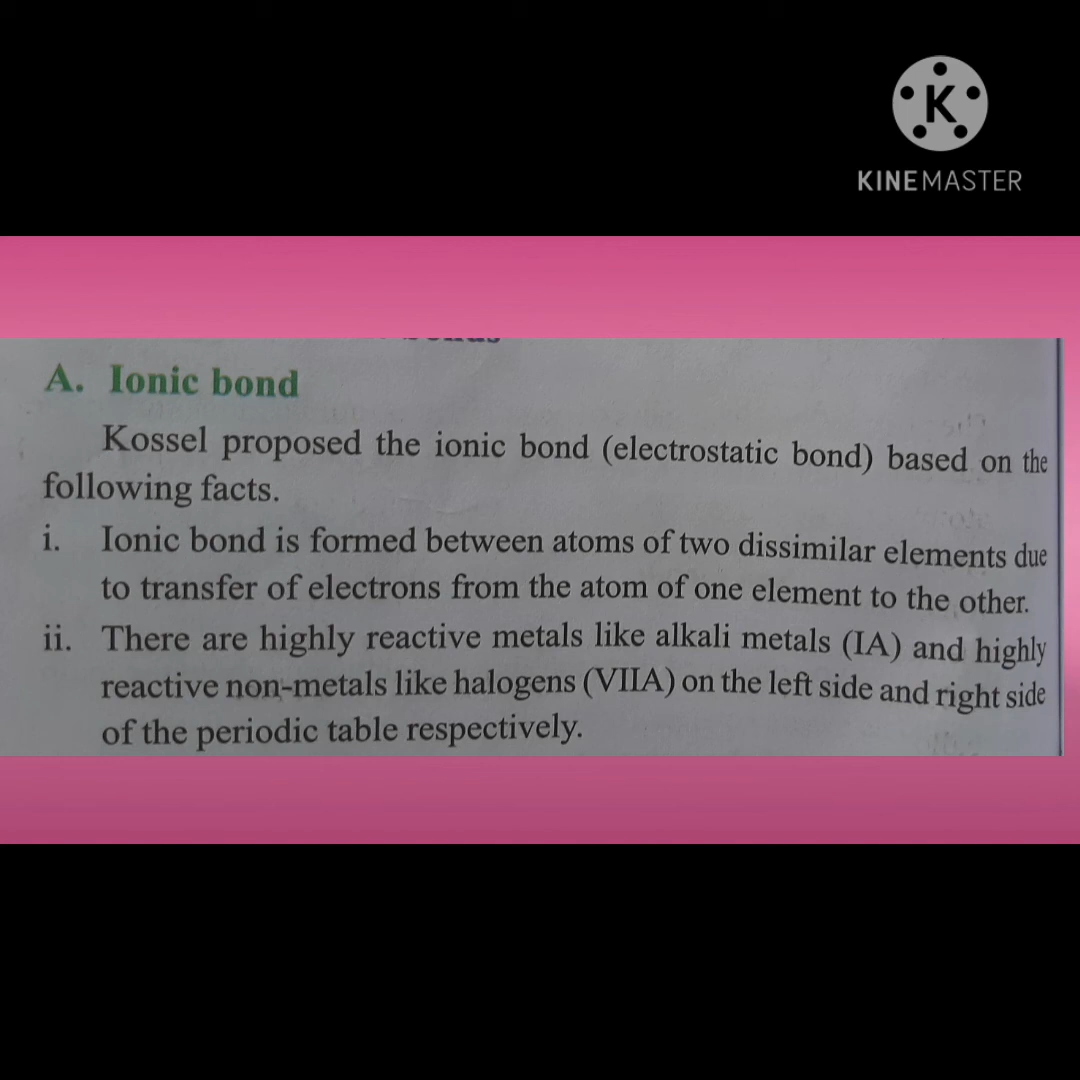 K
KINEMASTER
A. Ionic bond
Kossel proposed the ionic bond (electrostatic bond) based on the
following facts.
i. Ionic bond is formed between atoms of two dissimilar elements due
to transfer of electrons from the atom of one element to the other.
ii. There are highly reactive metals like alkali metals (IA) and highly
reactive non-metals like halogens (VIIA) on the left side and right side
of the periodic table respectively.